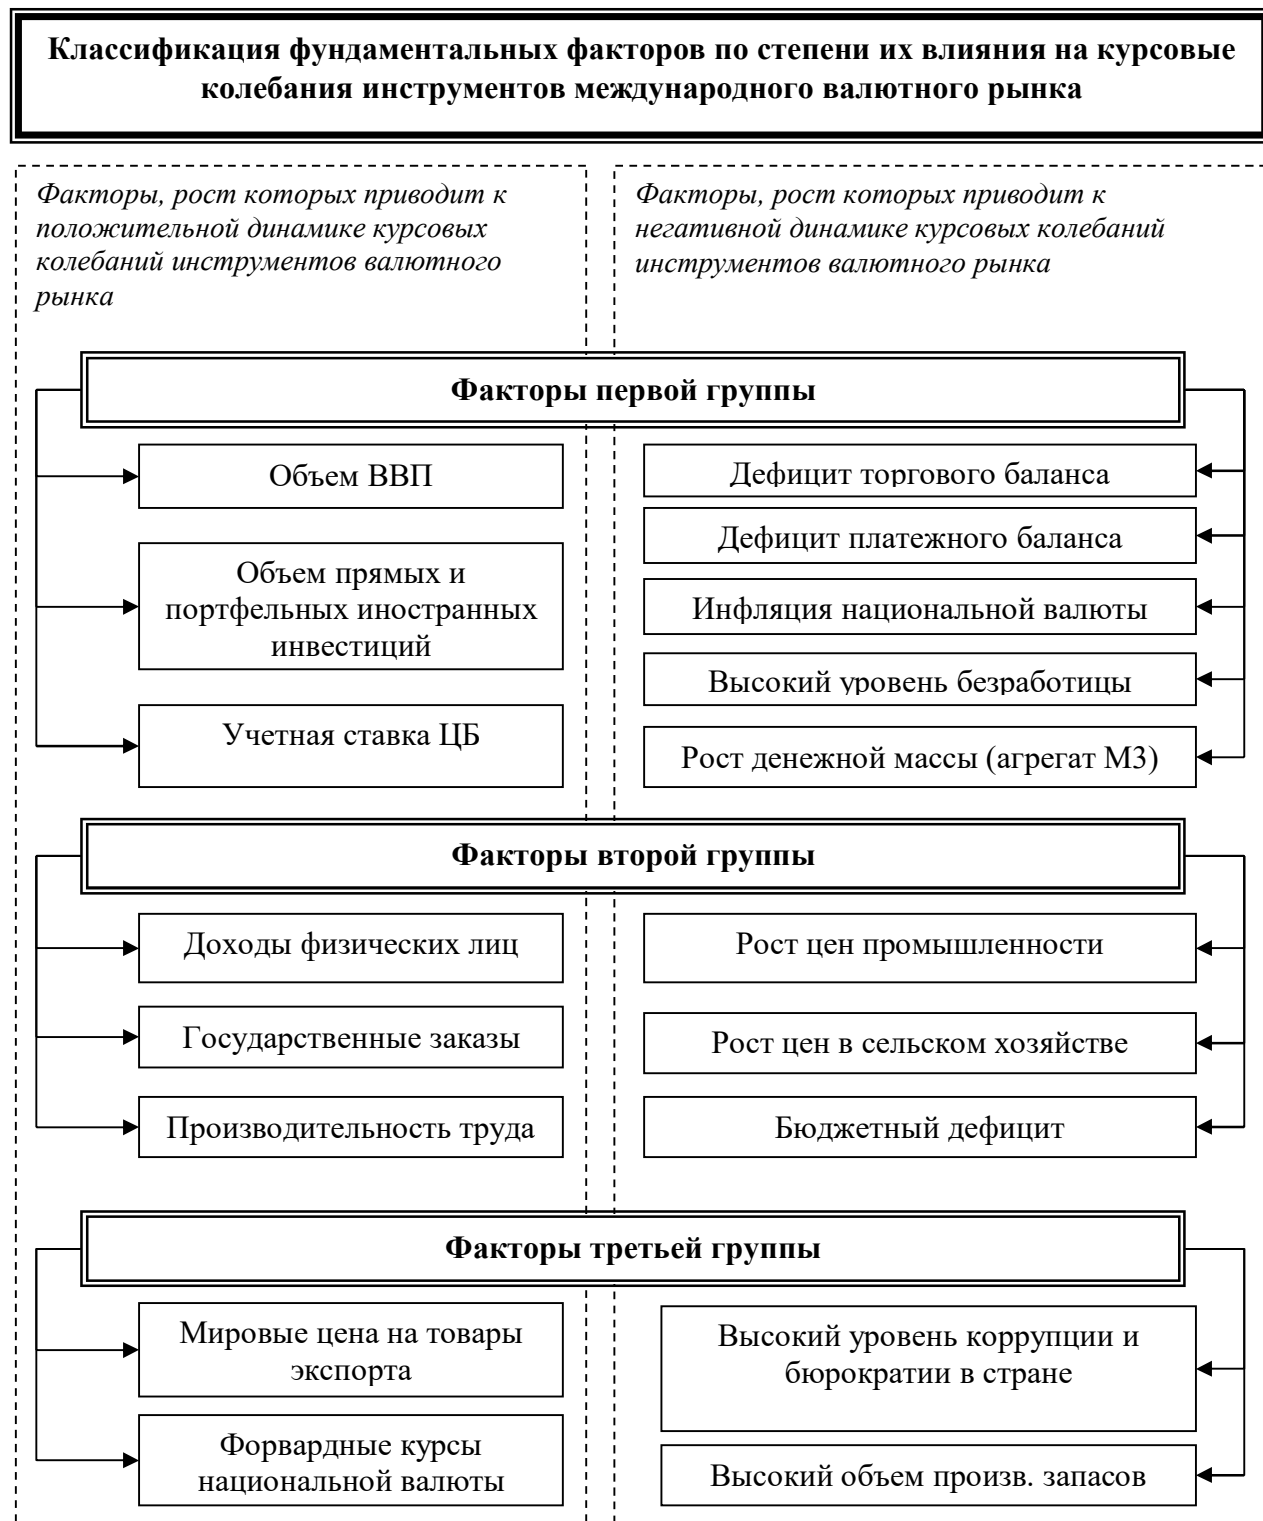 Классификация фундаментальных факторов по степени их влияния на курсовые
колебания инструментов международного валютного рынка
Факторы, рост которых приводит к
положительной динамике курсовых
колебаний инструментов валютного
рынка
Факторы, рост которых приводит к
негативной динамике курсовых колебаний
инструментов валютного рынка
Факторы первой группы
Объем ВВП
Объем прямых и
портфельных иностранных
инвестиций
Учетная ставка ЦБ
Дефицит торгового баланса
Дефицит платежного баланса
Инфляция национальной валюты
Высокий уровень безработицы
Рост денежной массы (агрегат М3)
Факторы второй группы
Доходы физических лиц
Государственные заказы
Производительность труда
Рост цен промышленности
Рост цен в сельском хозяйстве
Бюджетный дефицит
Факторы третьей группы
Мировые цена на товары
экспорта
Форвардные курсы
национальной валюты
Высокий уровень коррупции и
бюрократии в стране
Высокий объем произв. запасов